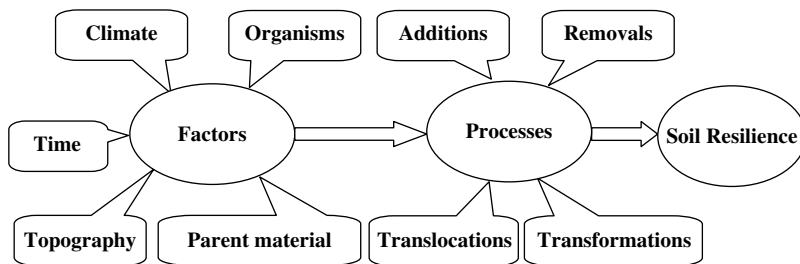 Climate
Organisms
Additions
Removals
Time
Factors
Processes
Soil Resilience
Topography
Parent material
Translocations
Transformations